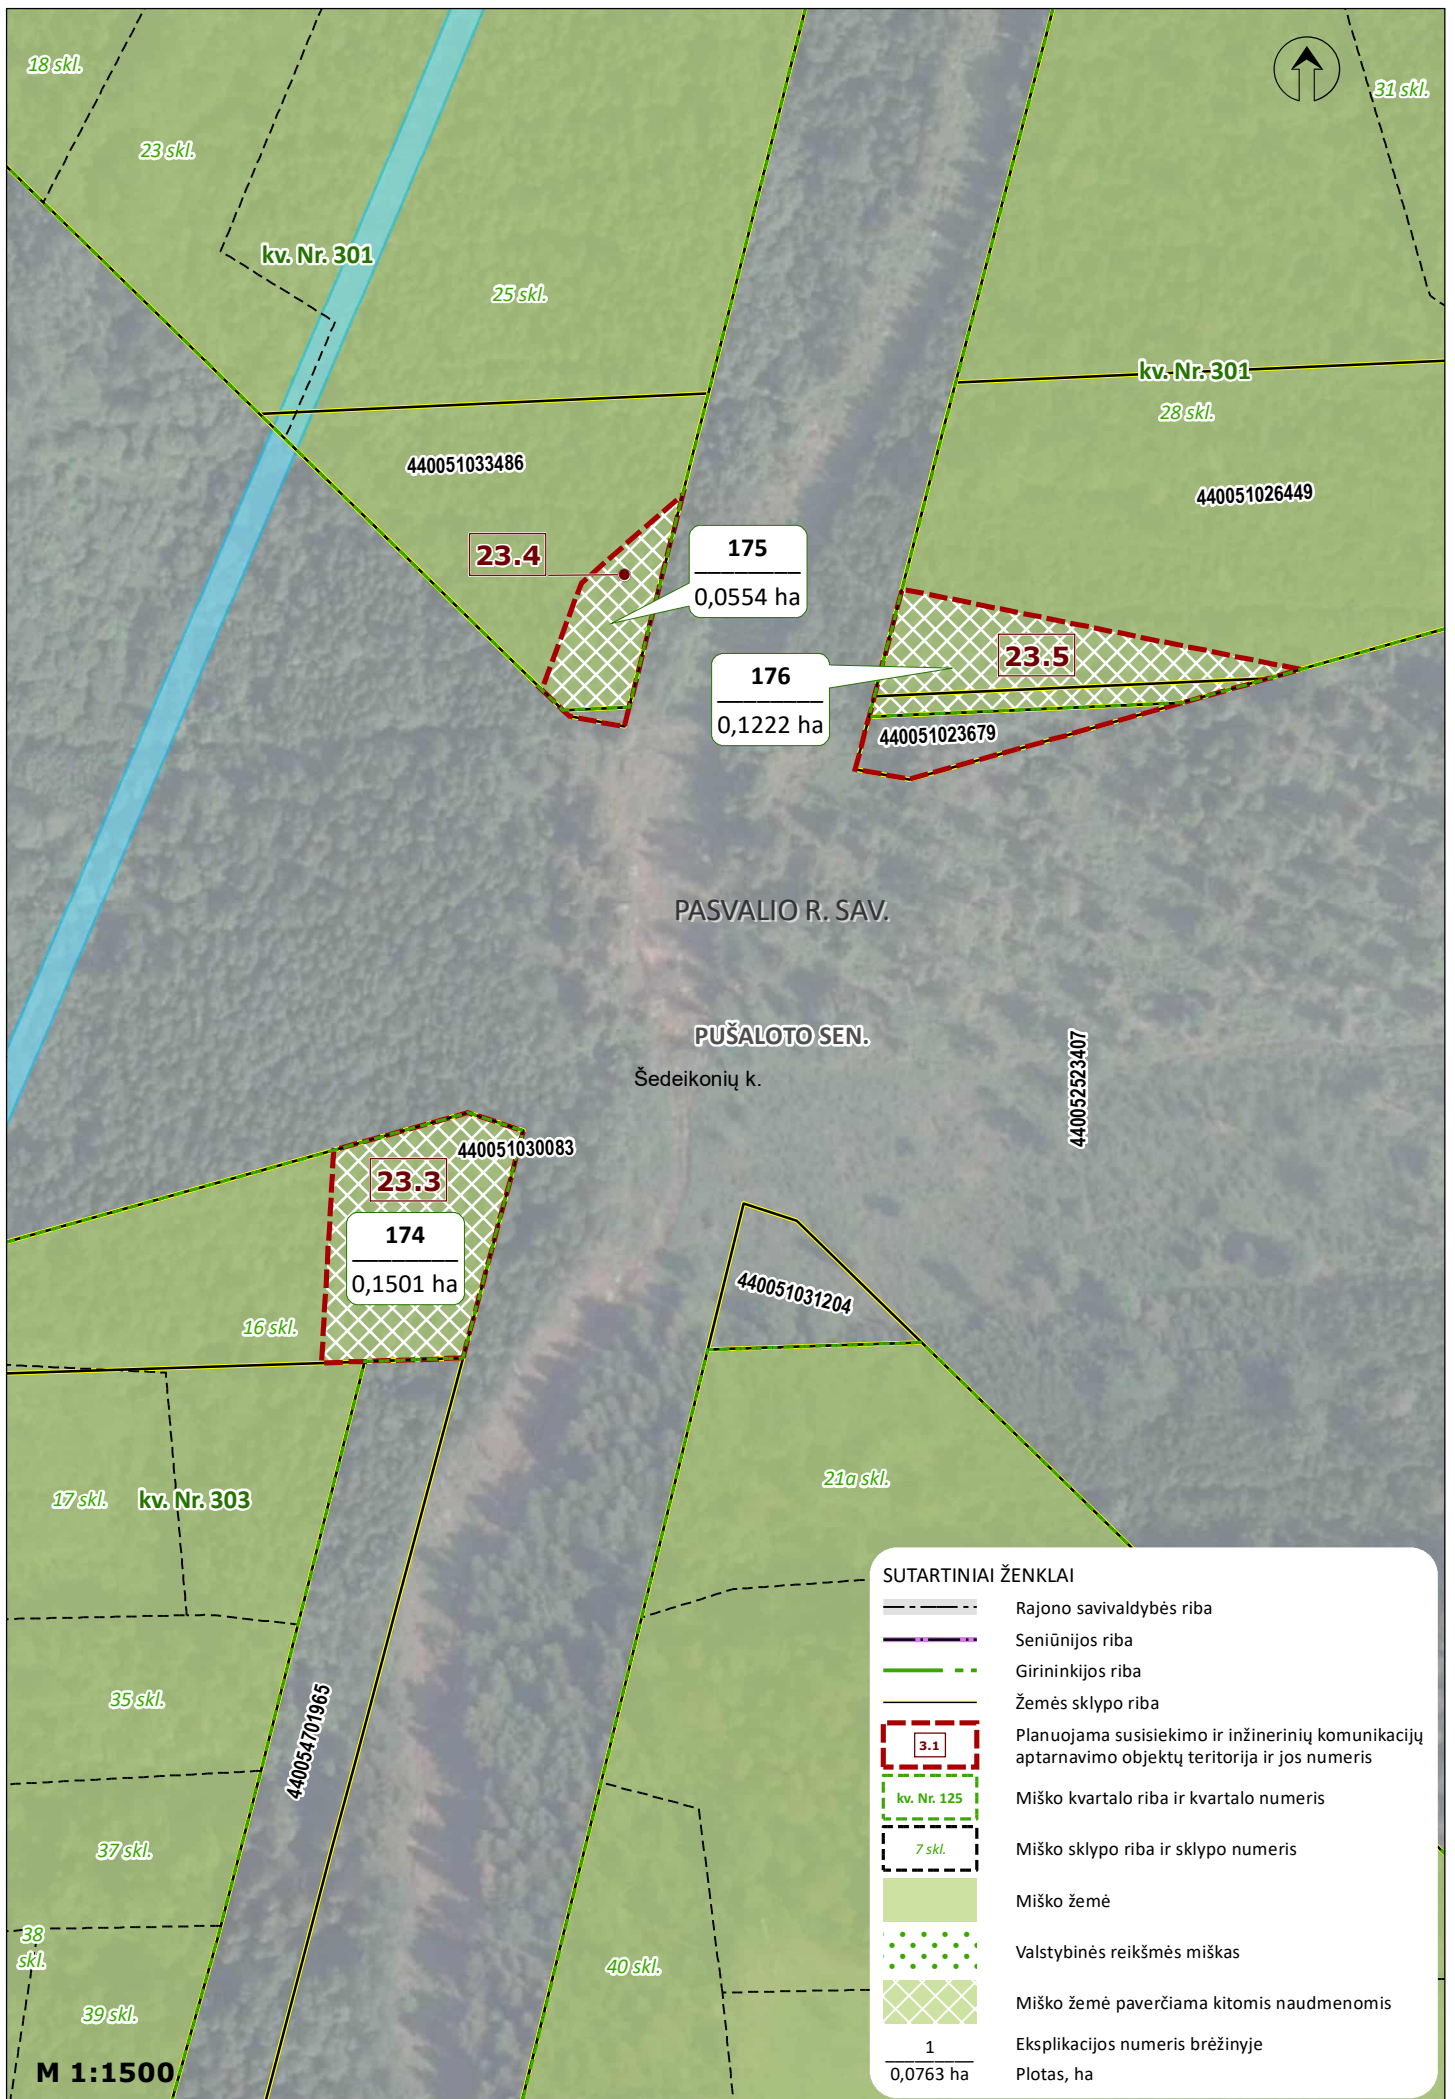 18 skl.
23 skl.
31 skl.
kv. Nr. 301
25 skl.
kv. Nr. 301
28 skl.
440051033486
440051026449
23.4
175
0,0554 ha
23.5
176
0,1222 ha
440051023679
PASVALIO R. SAV.
PUŠALOTO SEN.
Šedeikonių k.
440052523407
440051030083
23.3
174
0,1501 ha
16 skl.
440051031204
17 skl.
kv. Nr. 303
21a skl.
35 skl.
440054701965
37 skl.
38
skl.
39 skl.
40 skl.
M 1:1500
SUTARTINIAI ŽENKLAI
Rajono savivaldybės riba
Seniūnijos riba
Girininkijos riba
Žemės sklypo riba
3.1
Planuojama susisiekimo ir inžinerinių komunikacijų
aptarnavimo objektų teritorija ir jos numeris
kv. Nr. 125
Miško kvartalo riba ir kvartalo numeris
7 skl.
Miško sklypo riba ir sklypo numeris
Miško žemė
Valstybinės reikšmės miškas
Miško žemė paverčiama kitomis naudmenomis
1
Eksplikacijos numeris brėžinyje
0,0763 ha
Plotas, ha